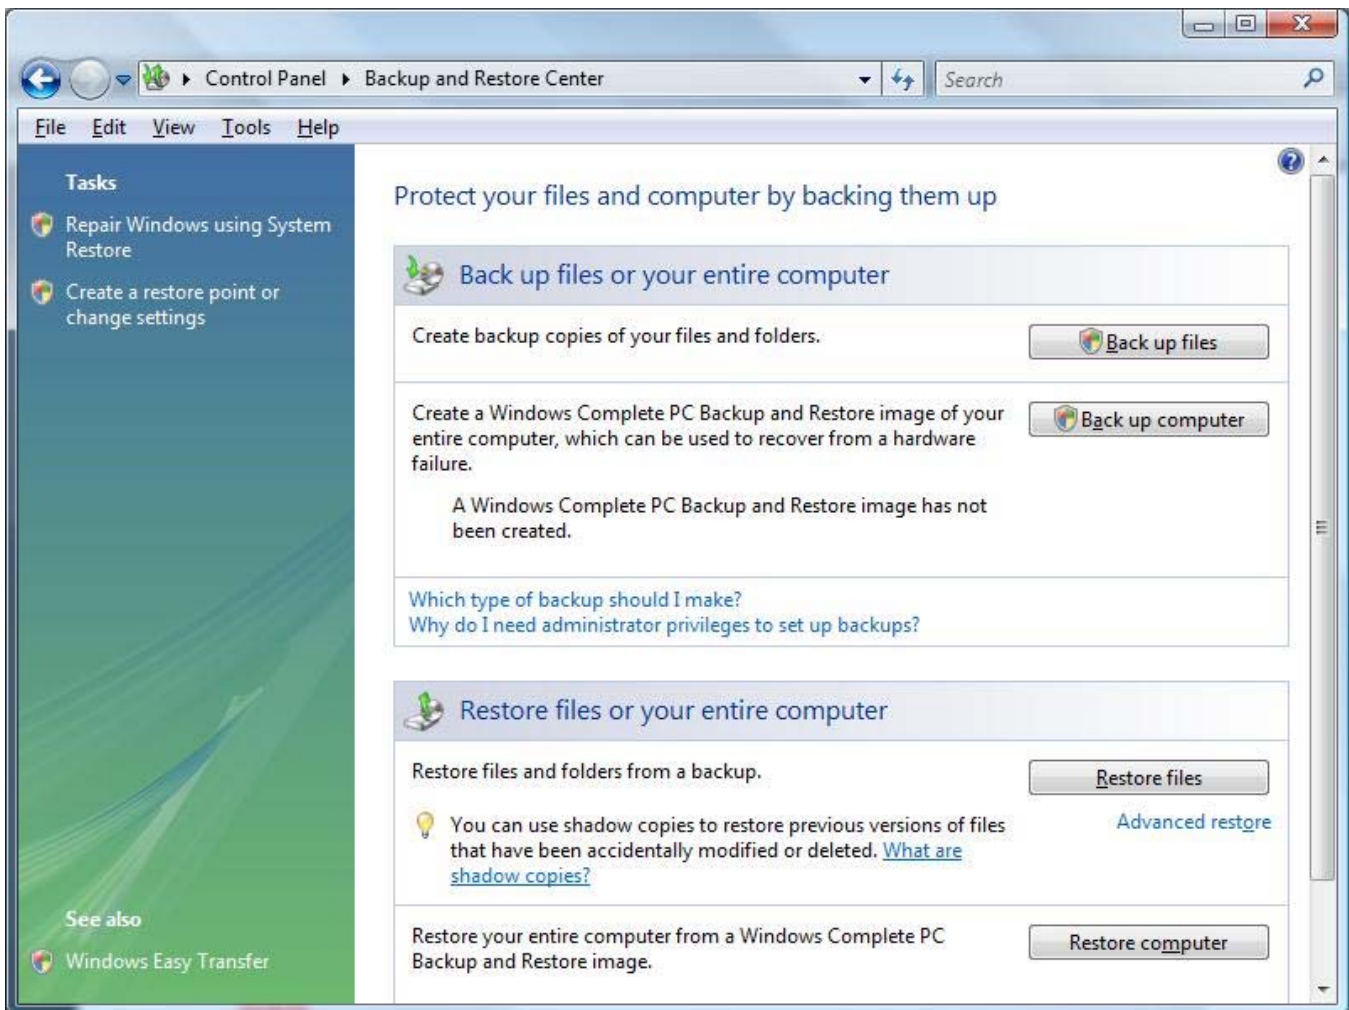 Control Panel Backup and Restore Center
Search
File Edit View Tools Help
Tasks
Repair Windows using System
Restore
Create a restore point or
change settings
See also
Windows Easy Transfer
Protect your files and computer by backing them up
Back up files or your entire computer
Create backup copies of your files and folders.
Back up files
Create a Windows Complete PC Backup and Restore image of your
entire computer, which can be used to recover from a hardware
failure.
Back up computer
A Windows Complete PC Backup and Restore image has not
been created.
Which type of backup should I make?
Why do I need administrator privileges to set up backups?
Restore files or your entire computer
Restore files and folders from a backup.
Restore files
Advanced restore
You can use shadow copies to restore previous versions of files
that have been accidentally modified or deleted. What are
shadow copies?
Restore your entire computer from a Windows Complete PC
Backup and Restore image.
Restore computer